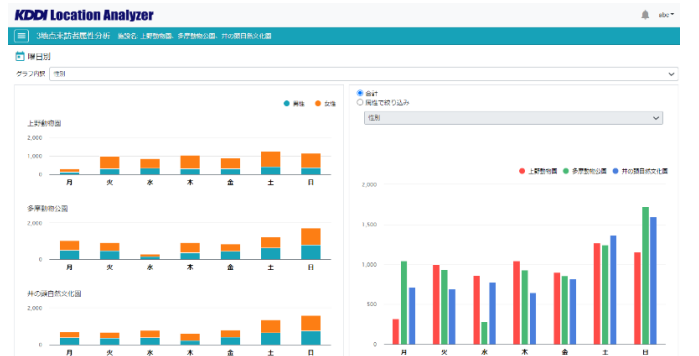 KDDI Location Analyzer
abc
3地点来訪者属性分析 施設名: 上野動物園、多摩動物公園、井の頭自然文化園
曜日別
グラフ内訳 性別
男性 女性
上野動物園
2,000
1,000
0
月 火 水 木 金 土 日
多摩動物公園
2,000
0
月 火 水 木 金 土 日
井の頭自然文化園
2,000
0
月 火 水 木 金 土 日
合計
属性で絞り込み
性別
上野動物園 多摩動物公園 井の頭自然文化園
2,000
1,500
1,000
500
0
月 火 水 木 金 土 日